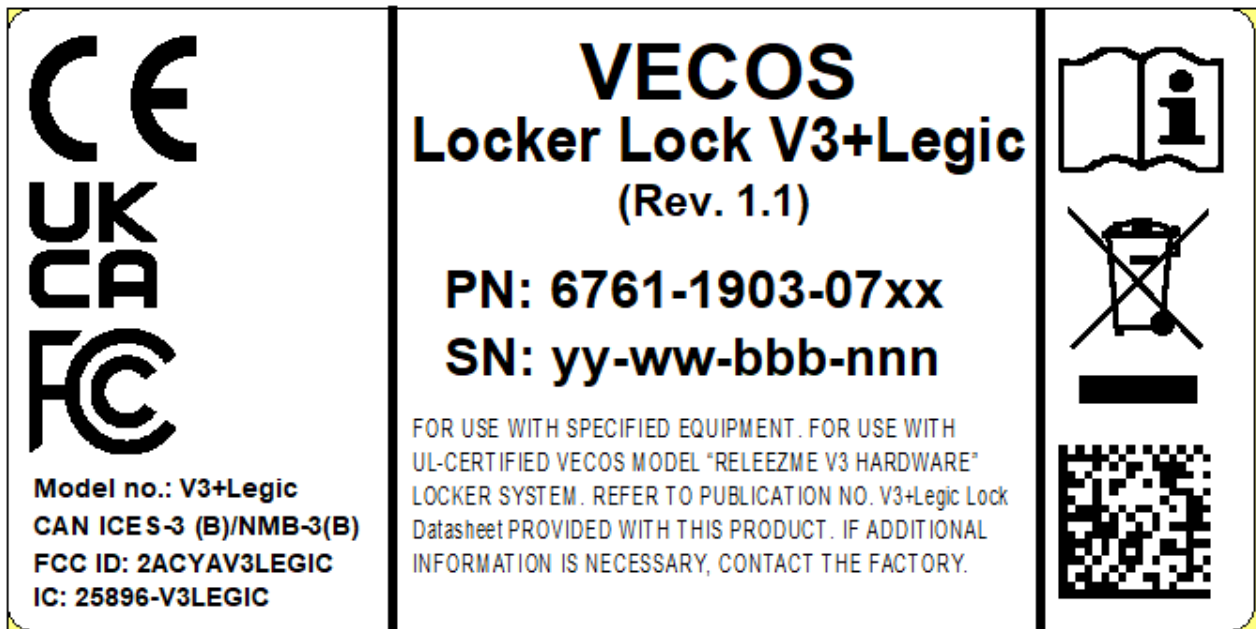 CE
UK
CA
FC
Model no.: V3+Legic
CAN ICES-3 (B)/NMB-3(B)
FCC ID: 2ACYAV3LEGIC
IC: 25896-V3LEGIC
VECOS
Locker Lock V3+Legic
(Rev. 1.1)
PN: 6761-1903-07xx
SN: yy-ww-bbb-nnn
FOR USE WITH SPECIFIED EQUIPMENT. FOR USE WITH
UL-CERTIFIED VECOS MODEL “RELEEZME V3 HARDWARE”
LOCKER SYSTEM. REFER TO PUBLICATION NO. V3+Legic Lock
Datasheet PROVIDED WITH THIS PRODUCT. IF ADDITIONAL
INFORMATION IS NECESSARY, CONTACT THE FACTORY.
i